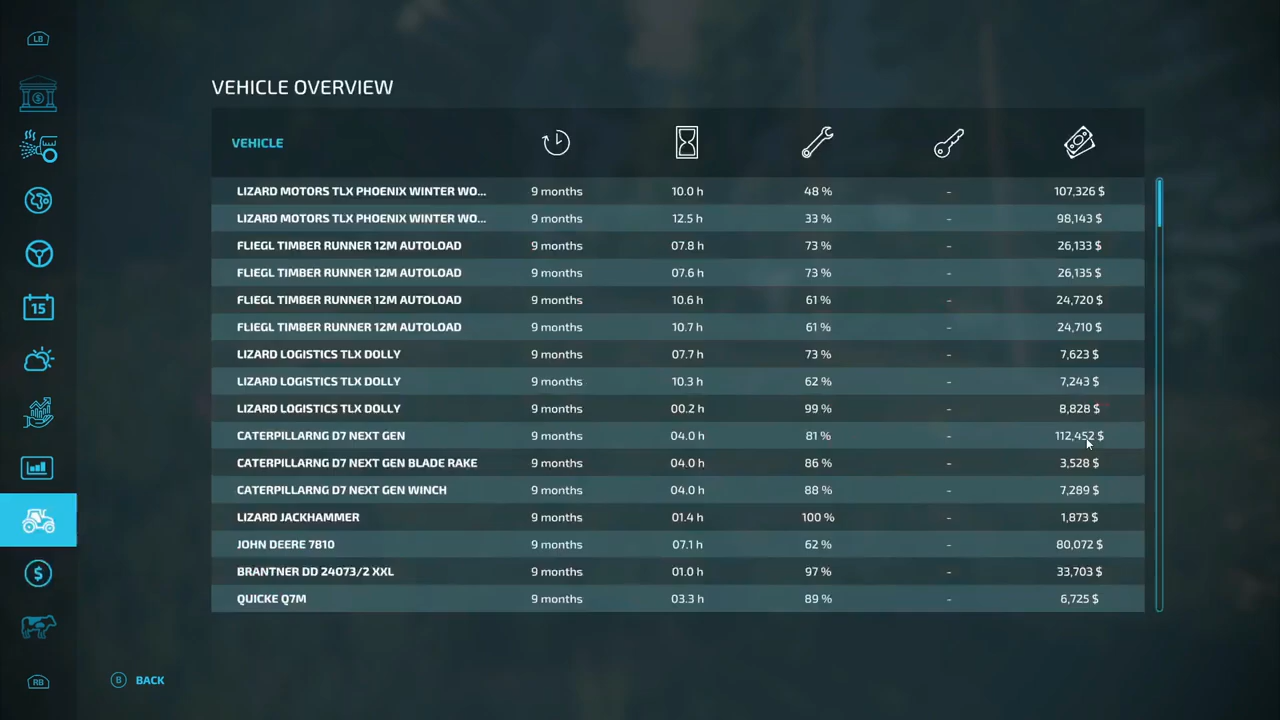 LB
VEHICLE OVERVIEW
VEHICLE
LIZARD MOTORS TLX PHOENIX WINTER WO... 9 months 10.0 h 48 % - 107,326 $
LIZARD MOTORS TLX PHOENIX WINTER WO... 9 months 12.5 h 33 % - 98,143 $
FLIEGL TIMBER RUNNER 12M AUTOLOAD 9 months 07.8 h 73 % - 26,133 $
FLIEGL TIMBER RUNNER 12M AUTOLOAD 9 months 07.6 h 73 % - 26,135 $
FLIEGL TIMBER RUNNER 12M AUTOLOAD 9 months 10.6 h 61 % - 24,720 $
15
FLIEGL TIMBER RUNNER 12M AUTOLOAD 9 months 10.7 h 61 % - 24,710 $
LIZARD LOGISTICS TLX DOLLY 9 months 07.7 h 73 % - 7,623 $
LIZARD LOGISTICS TLX DOLLY 9 months 10.3 h 62 % - 7,243 $
LIZARD LOGISTICS TLX DOLLY 9 months 00.2 h 99 % - 8,828 $
CATERPILLARNG D7 NEXT GEN 9 months 04.0 h 81 % - 112,452 $
CATERPILLARNG D7 NEXT GEN BLADE RAKE 9 months 04.0 h 86 % - 3,528 $
CATERPILLARNG D7 NEXT GEN WINCH 9 months 04.0 h 88 % - 7,289 $
LIZARD JACKHAMMER 9 months 01.4 h 100 % - 1,873 $
JOHN DEERE 7810 9 months 07.1 h 62 % - 80,072 $
BRANTNER DD 24073/2 XXL 9 months 01.0 h 97 % - 33,703 $
QUICKE Q7M 9 months 03.3 h 89 % - 6,725 $
RB
B BACK